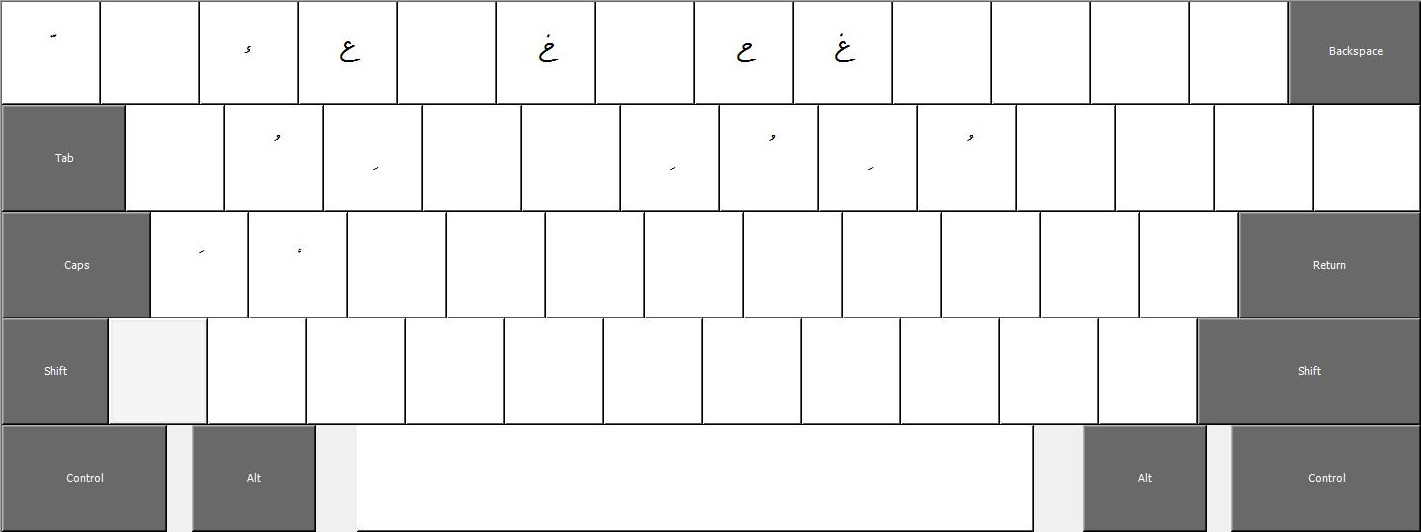 ء ع خ ح غ Backspace
Tab ُ ِ ِ ُ ِ ُ
Caps َ Return
Shift Shift
Control Alt Alt Control